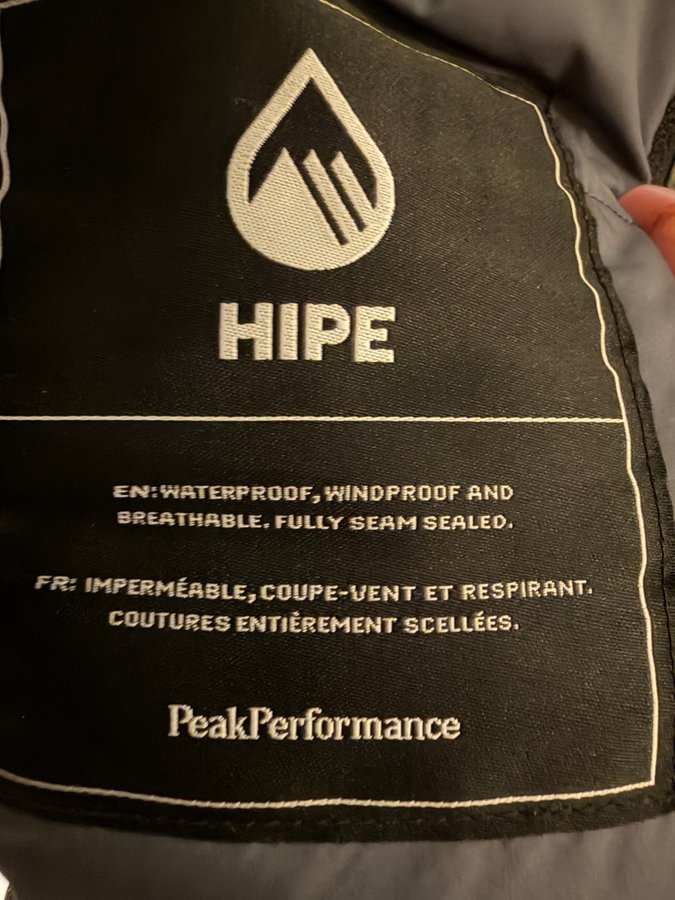 HIPE
EN: WATERPROOF, WINDPROOF AND
BREATHABLE. FULLY SEAM SEALED.
FR: IMPERMÉABLE, COUPE-VENT ET RESPIRANT.
COUTURES ENTIÈREMENT SCELLÉES.
PeakPerformance